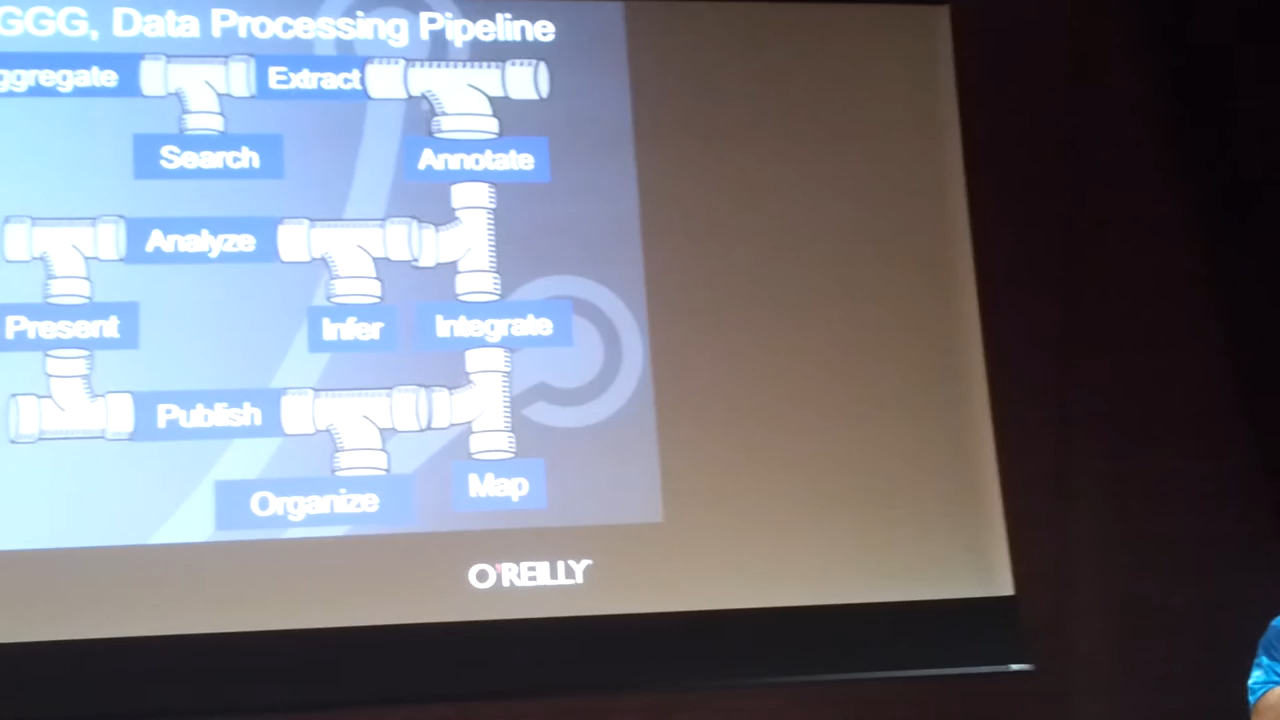 GGG, Data Processing Pipeline
ggregate Extract
Search Annotate
Analyze
Present Infer Integrate
Publish
Organize Map
O'REILLY